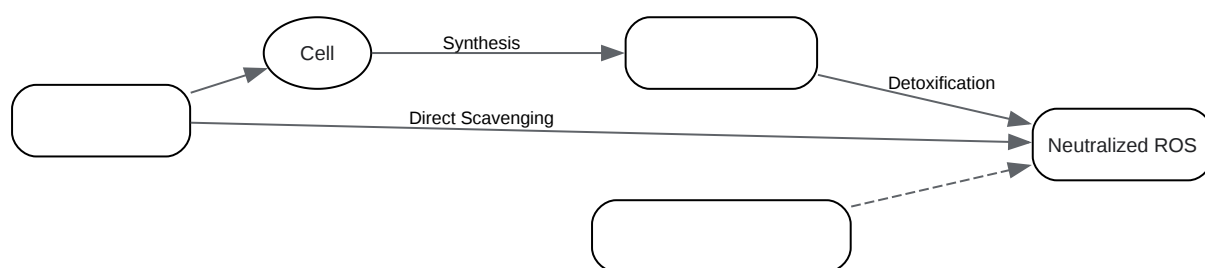 Cell
Synthesis
Detoxification
Direct Scavenging
Neutralized ROS